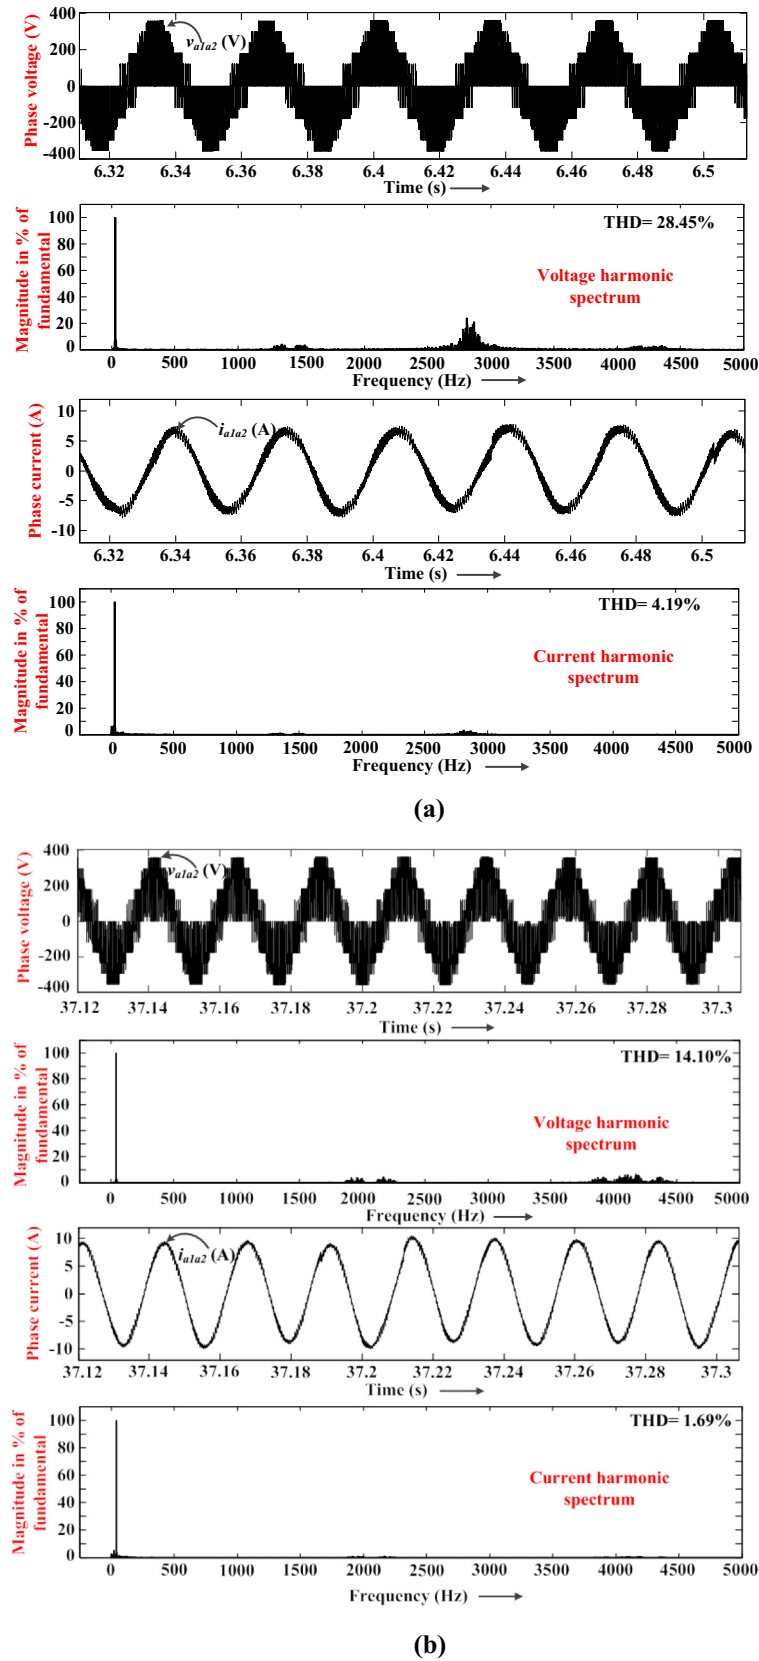 400
200
0
-200
-400
Phase voltage (V)
v_a1a2 (V)
6.32 6.34 6.36 6.38 6.4 6.42 6.44 6.46 6.48 6.5
Time (s)
100
80
60
40
20
0
Magnitude in % of fundamental
THD= 28.45%
Voltage harmonic
spectrum
0 500 1000 1500 2000 2500 3000 3500 4000 4500 5000
Frequency (Hz)
10
5
0
-5
-10
Phase current (A)
i_a1a2 (A)
6.32 6.34 6.36 6.38 6.4 6.42 6.44 6.46 6.48 6.5
Time (s)
100
80
60
40
20
0
Magnitude in % of fundamental
THD= 4.19%
Current harmonic
spectrum
0 500 1000 1500 2000 2500 3000 3500 4000 4500 5000
Frequency (Hz)
(a)
400
200
0
-200
-400
Phase voltage (V)
v_a1a2 (V)
37.12 37.14 37.16 37.18 37.2 37.22 37.24 37.26 37.28 37.3
Time (s)
100
80
60
40
20
0
Magnitude in % of fundamental
THD= 14.10%
Voltage harmonic
spectrum
0 500 1000 1500 2000 2500 3000 3500 4000 4500 5000
Frequency (Hz)
10
5
0
-5
-10
Phase current (A)
i_a1a2 (A)
37.12 37.14 37.16 37.18 37.2 37.22 37.24 37.26 37.28 37.3
Time (s)
100
80
60
40
20
0
Magnitude in % of fundamental
THD= 1.69%
Current harmonic
spectrum
0 500 1000 1500 2000 2500 3000 3500 4000 4500 5000
Frequency (Hz)
(b)